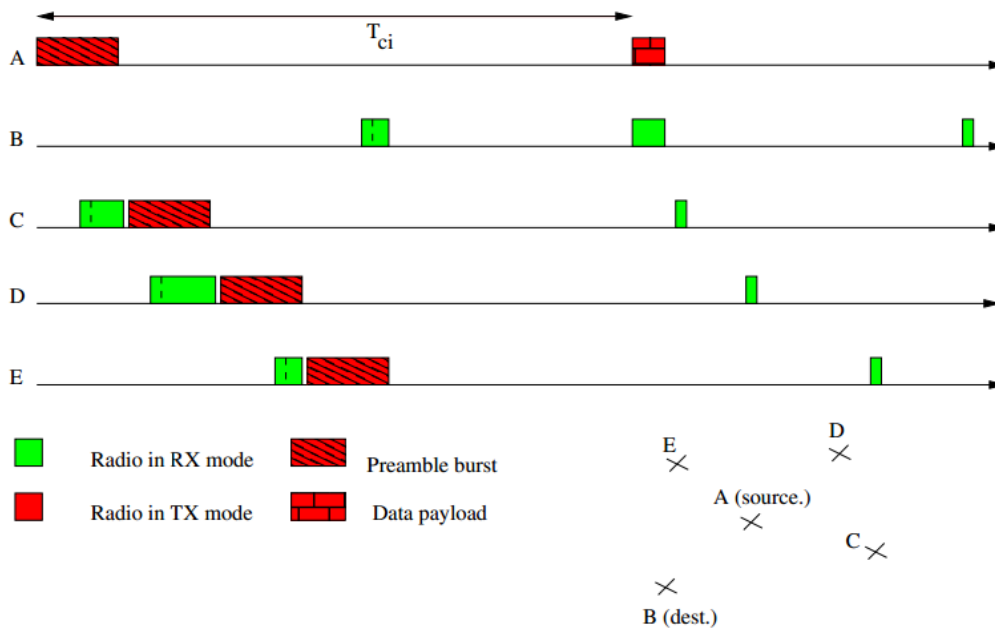 T ci
A
B
C
D
E
Radio in RX mode
Preamble burst
Radio in TX mode
Data payload
E
D
A (source.)
C
B (dest.)